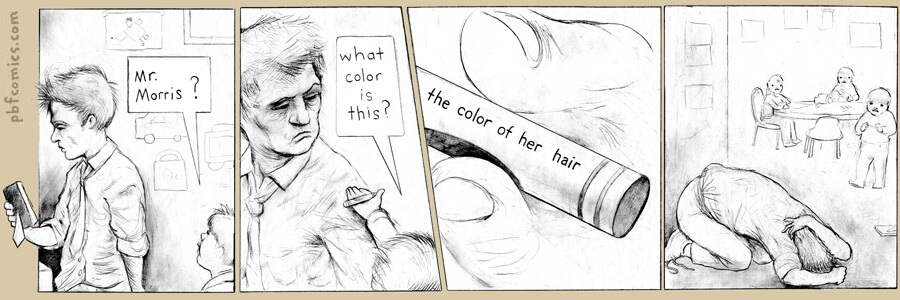 pbfcomics.com
Mr.
Morris ?
what
color
is
this?
the color of her hair